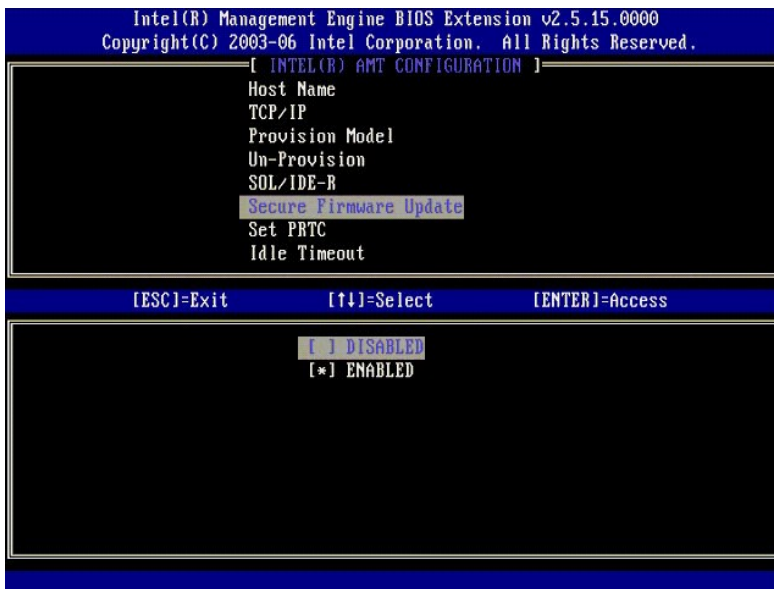 Intel(R) Management Engine BIOS Extension v2.5.15.0000
Copyright(C) 2003-06 Intel Corporation. All Rights Reserved.
[ INTEL(R) AMT CONFIGURATION ]
Host Name
TCP/IP
Provision Model
Un-Provision
SOL/IDE-R
Secure Firmware Update
Set PRTC
Idle Timeout
[ESC]=Exit [↑↓]=Select [ENTER]=Access
[ ] DISABLED
[*] ENABLED